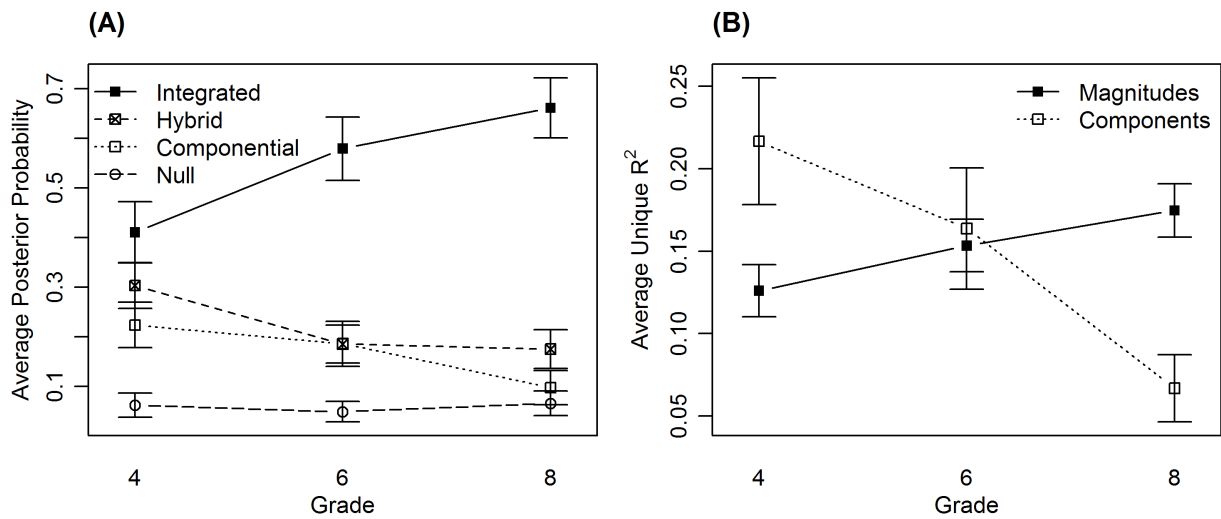 (A)
Average Posterior Probability
0.7
0.5
0.3
0.1
Integrated
Hybrid
Componential
Null
4
6
8
Grade
(B)
Average Unique R²
0.25
0.20
0.15
0.10
0.05
Magnitudes
Components
4
6
8
Grade